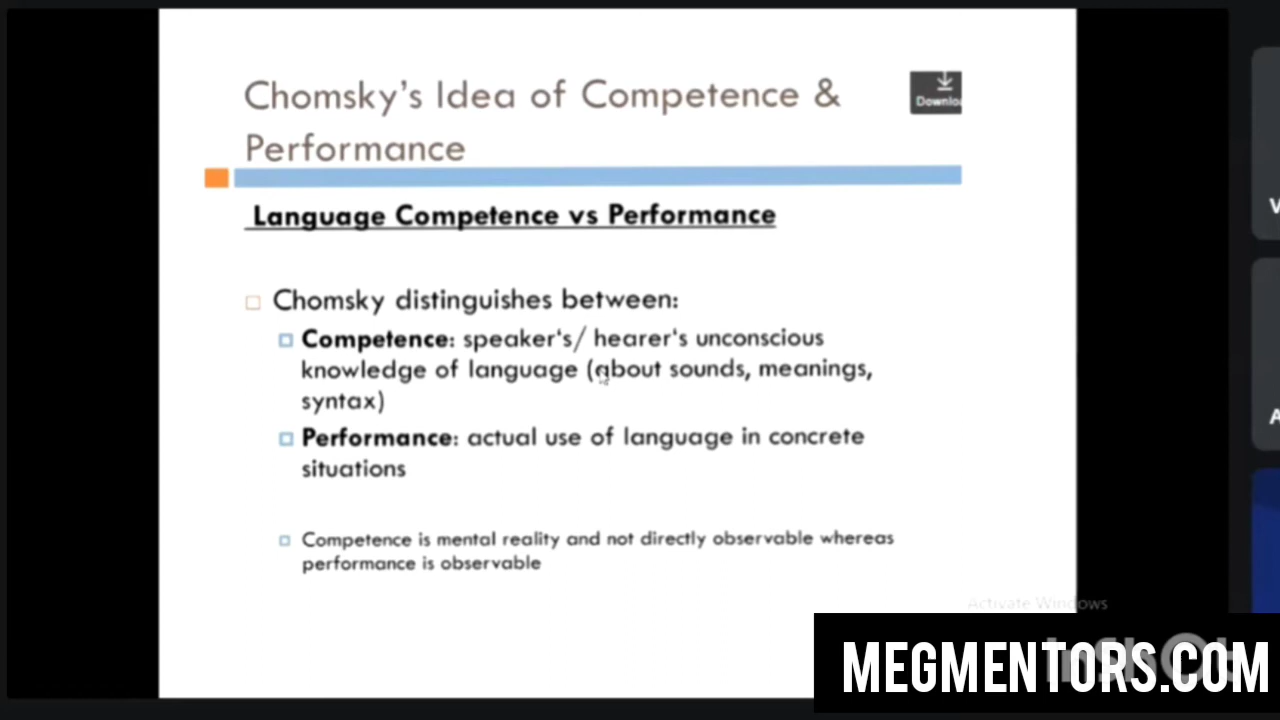 Chomsky's Idea of Competence &
Performance
Language Competence vs Performance
Chomsky distinguishes between:
Competence: speaker's/ hearer's unconscious
knowledge of language (about sounds, meanings,
syntax)
Performance: actual use of language in concrete
situations
Competence is mental reality and not directly observable whereas
performance is observable
Activate Windows
MEGMENTORS.COM
V
A